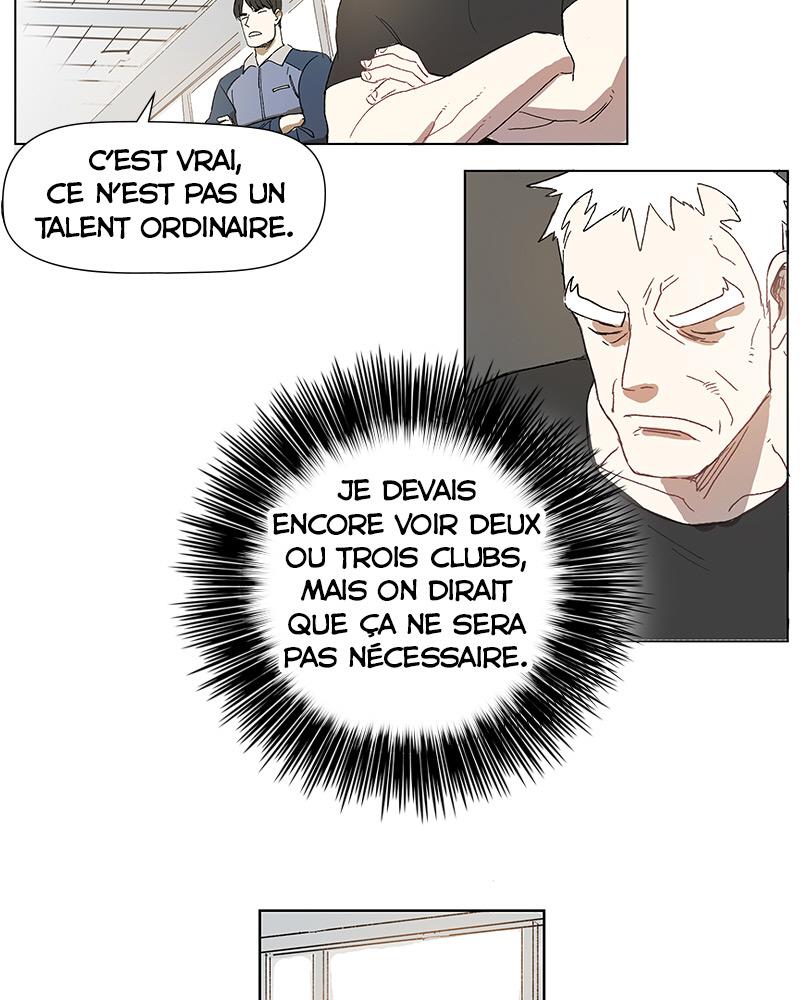 C'EST VRAI,
CE N'EST PAS UN
TALENT ORDINAIRE.
JE DEVAIS
ENCORE VOIR DEUX
OU TROIS CLUBS,
MAIS ON DIRAIT
QUE ÇA NE SERA
PAS NÉCESSAIRE.